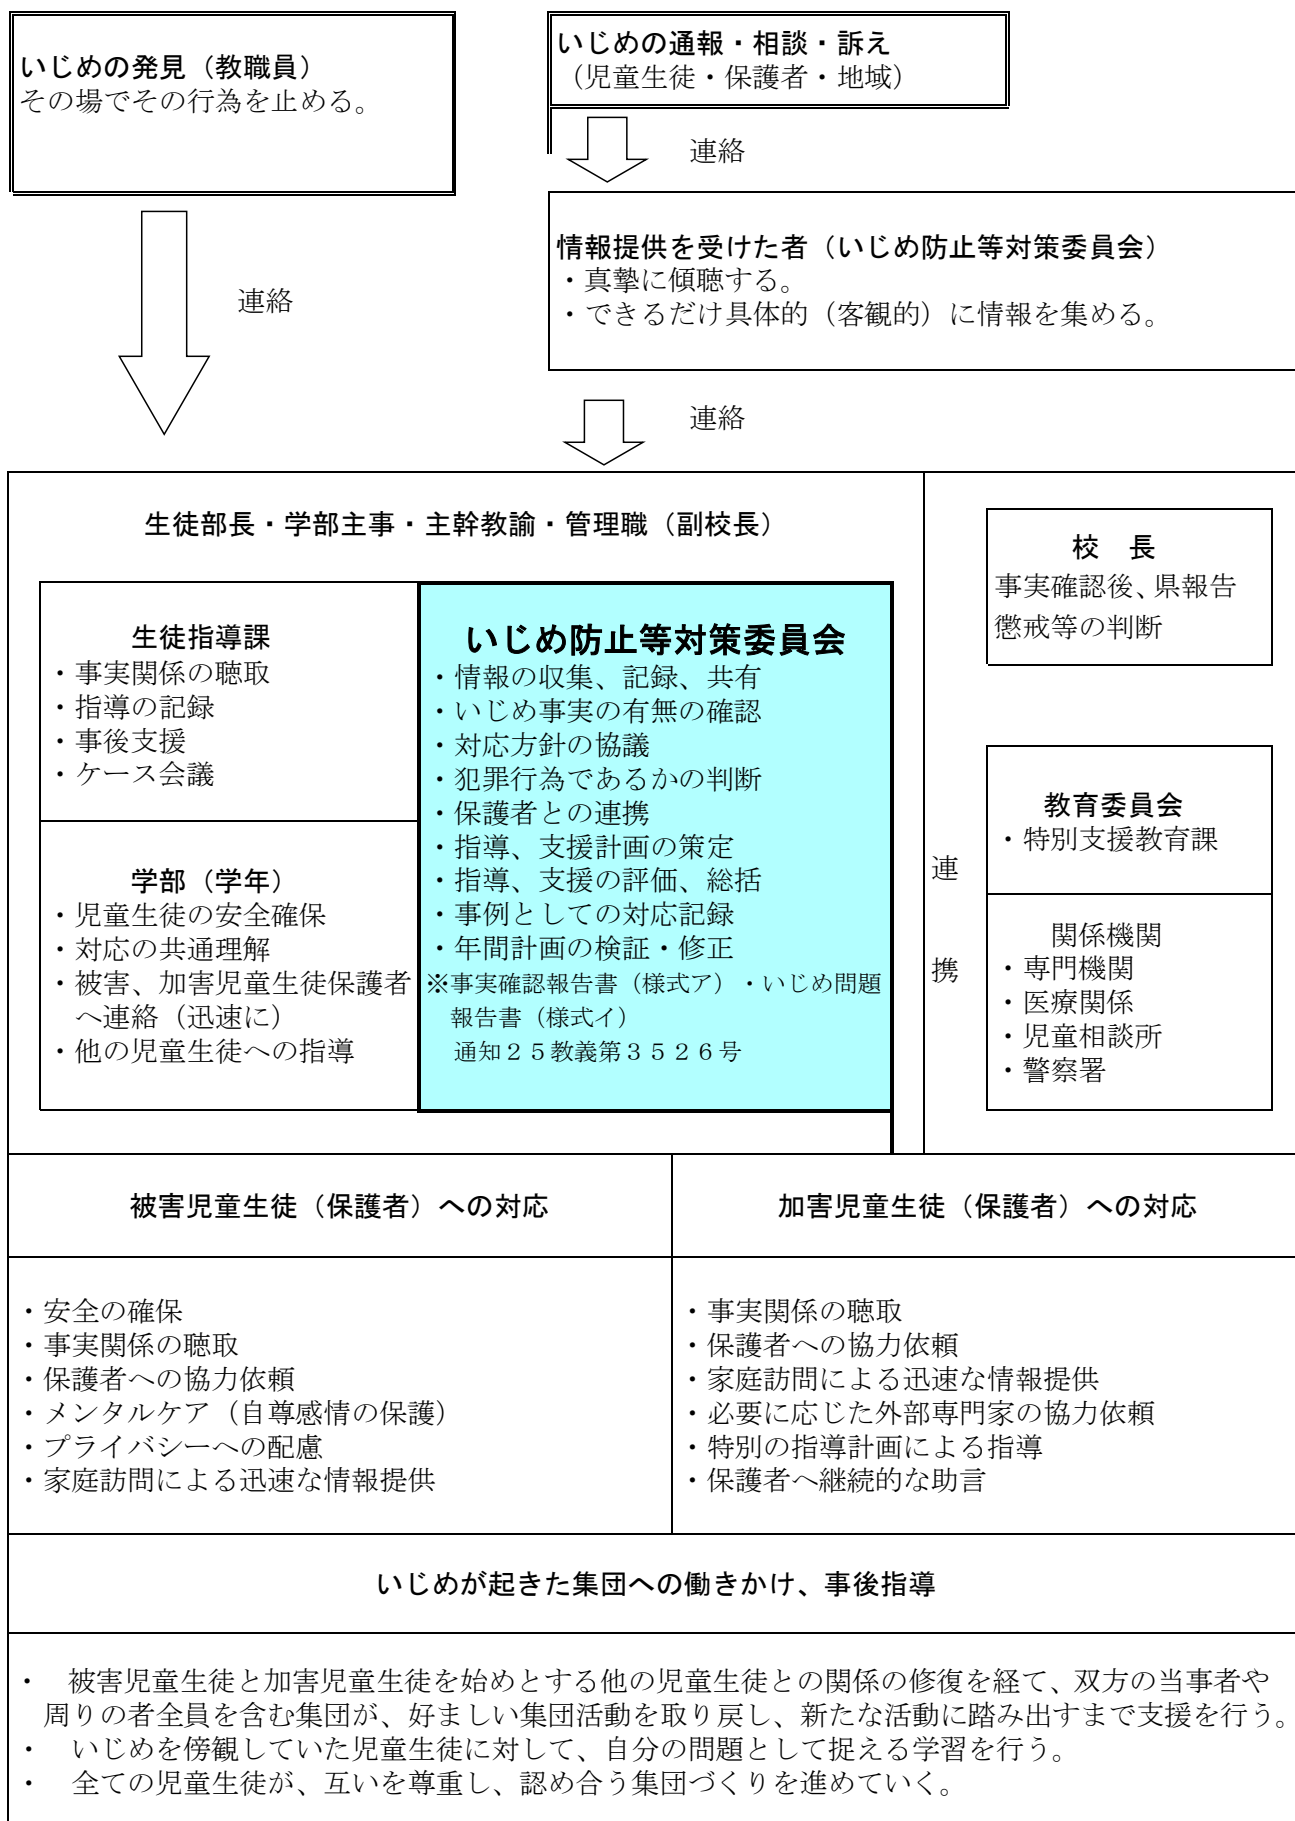 いじめの発見（教職員）
その場でその行為を止める。
いじめの通報・相談・訴え
（児童生徒・保護者・地域）
連絡
情報提供を受けた者（いじめ防止等対策委員会）
・真摯に傾聴する。
・できるだけ具体的（客観的）に情報を集める。
連絡
連絡
生徒部長・学部主事・主幹教諭・管理職（副校長）
生徒指導課
・事実関係の聴取
・指導の記録
・事後支援
・ケース会議
学部（学年）
・児童生徒の安全確保
・対応の共通理解
・被害、加害児童生徒保護者
へ連絡（迅速に）
・他の児童生徒への指導
いじめ防止等対策委員会
・情報の収集、記録、共有
・いじめ事実の有無の確認
・対応方針の協議
・犯罪行為であるかの判断
・保護者との連携
・指導、支援計画の策定
・指導、支援の評価、総括
・事例としての対応記録
・年間計画の検証・修正
※事実確認報告書（様式ア）・いじめ問題
報告書（様式イ）
通知２５教義第３５２６号
連
携
校　長
事実確認後、県報告
懲戒等の判断
教育委員会
・特別支援教育課
関係機関
・専門機関
・医療関係
・児童相談所
・警察署
被害児童生徒（保護者）への対応
・安全の確保
・事実関係の聴取
・保護者への協力依頼
・メンタルケア（自尊感情の保護）
・プライバシーへの配慮
・家庭訪問による迅速な情報提供
加害児童生徒（保護者）への対応
・事実関係の聴取
・保護者への協力依頼
・家庭訪問による迅速な情報提供
・必要に応じた外部専門家の協力依頼
・特別の指導計画による指導
・保護者へ継続的な助言
いじめが起きた集団への働きかけ、事後指導
・　被害児童生徒と加害児童生徒を始めとする他の児童生徒との関係の修復を経て、双方の当事者や
周りの者全員を含む集団が、好ましい集団活動を取り戻し、新たな活動に踏み出すまで支援を行う。
・　いじめを傍観していた児童生徒に対して、自分の問題として捉える学習を行う。
・　全ての児童生徒が、互いを尊重し、認め合う集団づくりを進めていく。